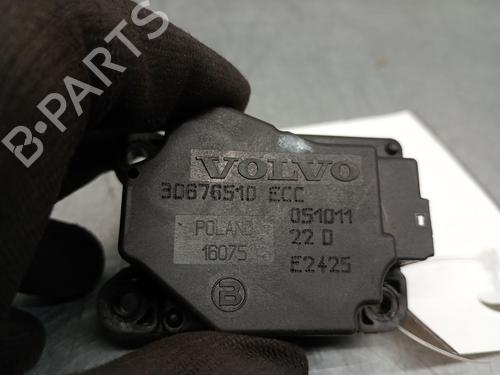 B-PARTS
VOLVO
30676510 ECC
POLAND
16075
051011
22 D
E2425
B